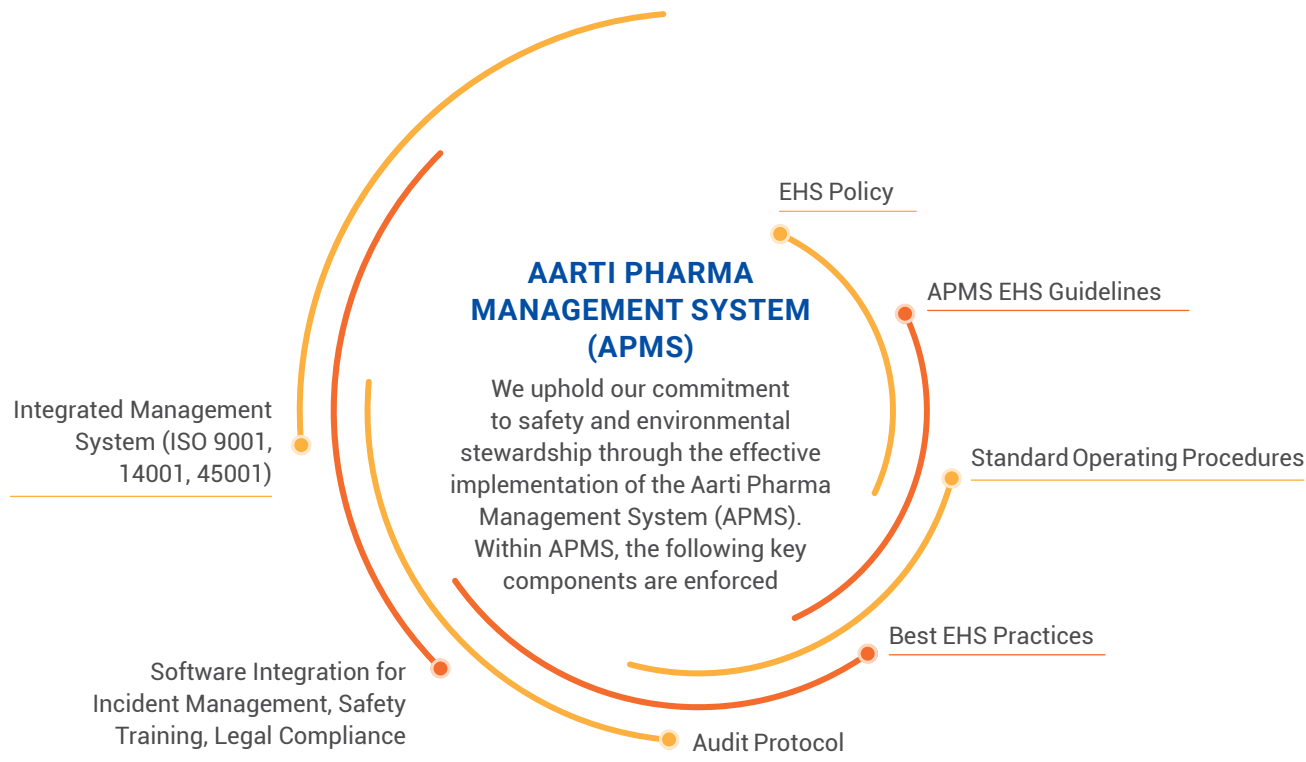 EHS Policy
AARTI PHARMA
MANAGEMENT SYSTEM
(APMS)
We uphold our commitment
to safety and environmental
stewardship through the effective
implementation of the Aarti Pharma
Management System (APMS).
Within APMS, the following key
components are enforced
APMS EHS Guidelines
Standard Operating Procedures
Best EHS Practices
Audit Protocol
Software Integration for
Incident Management, Safety
Training, Legal Compliance
Integrated Management
System (ISO 9001,
14001, 45001)